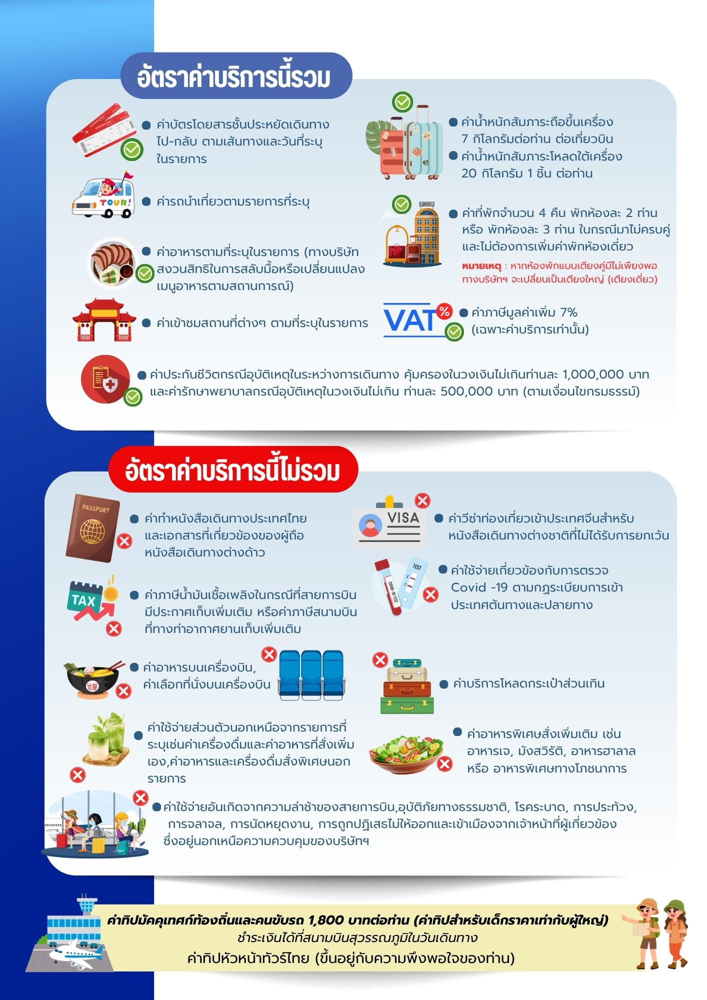 อัตราค่าบริการนี้รวม
ค่าบัตรโดยสารชั้นประหยัดเดินทาง
ไป-กลับ ตามเส้นทางและวันที่ระบุ
ในรายการ
TOUR!
ค่ารถนำเที่ยวตามรายการที่ระบุ
ค่าอาหารตามที่ระบุในรายการ (ทางบริษัท
สงวนสิทธิในการสลับมื้อหรือเปลี่ยนแปลง
เมนูอาหารตามสถานการณ์)
ค่าเข้าชมสถานที่ต่างๆ ตามที่ระบุในรายการ
ค่าน้ำหนักสัมภาระถือขึ้นเครื่อง
7 กิโลกรัมต่อท่าน ต่อเที่ยวบิน
ค่าน้ำหนักสัมภาระโหลดใต้เครื่อง
20 กิโลกรัม 1 ชิ้น ต่อท่าน
Hotel
ค่าที่พักจำนวน 4 คืน พักห้องละ 2 ท่าน
หรือ พักห้องละ 3 ท่าน ในกรณีมาไม่ครบคู่
และไม่ต้องการเพิ่มค่าพักห้องเดี่ยว
หมายเหตุ : หากห้องพักแบบเตียงคู่มีไม่เพียงพอ
ทางบริษัทฯ จะเปลี่ยนเป็นเตียงใหญ่ (เตียงเดี่ยว)
VAT %
ค่าภาษีมูลค่าเพิ่ม 7%
(เฉพาะค่าบริการเท่านั้น)
ค่าประกันชีวิตกรณีอุบัติเหตุในระหว่างการเดินทาง คุ้มครองในวงเงินไม่เกินท่านละ 1,000,000 บาท
และค่ารักษาพยาบาลกรณีอุบัติเหตุในวงเงินไม่เกิน ท่านละ 500,000 บาท (ตามเงื่อนไขกรมธรรม์)
อัตราค่าบริการนี้ไม่รวม
PASSPORT
ค่าทำหนังสือเดินทางประเทศไทย
และเอกสารที่เกี่ยวข้องของผู้ถือ
หนังสือเดินทางต่างด้าว
VISA
ค่าวีซ่าท่องเที่ยวเข้าประเทศจีนสำหรับ
หนังสือเดินทางต่างชาติที่ไม่ได้รับการยกเว้น
TAX
ค่าภาษีน้ำมันเชื้อเพลิงในกรณีที่สายการบิน
มีประกาศเก็บเพิ่มเติม หรือค่าภาษีสนามบิน
ที่ทางท่าอากาศยานเก็บเพิ่มเติม
TEST
C
T
COVID-19 TEST
ค่าใช้จ่ายเกี่ยวข้องกับการตรวจ
Covid -19 ตามกฏระเบียบการเข้า
ประเทศต้นทางและปลายทาง
拉麺
ค่าอาหารบนเครื่องบิน,
ค่าเลือกที่นั่งบนเครื่องบิน
ค่าบริการโหลดกระเป๋าส่วนเกิน
ค่าใช้จ่ายส่วนตัวนอกเหนือจากรายการที่
ระบุเช่นค่าเครื่องดื่มและค่าอาหารที่สั่งเพิ่ม
เอง,ค่าอาหารและเครื่องดื่มสั่งพิเศษนอก
รายการ
ค่าอาหารพิเศษสั่งเพิ่มเติม เช่น
อาหารเจ, มังสวิรัติ, อาหารฮาลาล
หรือ อาหารพิเศษทางโภชนาการ
ค่าใช้จ่ายอันเกิดจากความล่าช้าของสายการบิน,อุบัติภัยทางธรรมชาติ, โรคระบาด, การประท้วง,
การจลาจล, การนัดหยุดงาน, การถูกปฏิเสธไม่ให้ออกและเข้าเมืองจากเจ้าหน้าที่ผู้เกี่ยวข้อง
ซึ่งอยู่นอกเหนือความควบคุมของบริษัทฯ
ค่าทิปมัคคุเทศก์ท้องถิ่นและคนขับรถ 1,800 บาทต่อท่าน (ค่าทิปสำหรับเด็กราคาเท่ากับผู้ใหญ่)
ชำระเงินได้ที่สนามบินสุวรรณภูมิในวันเดินทาง
ค่าทิปหัวหน้าทัวร์ไทย (ขึ้นอยู่กับความพึงพอใจของท่าน)